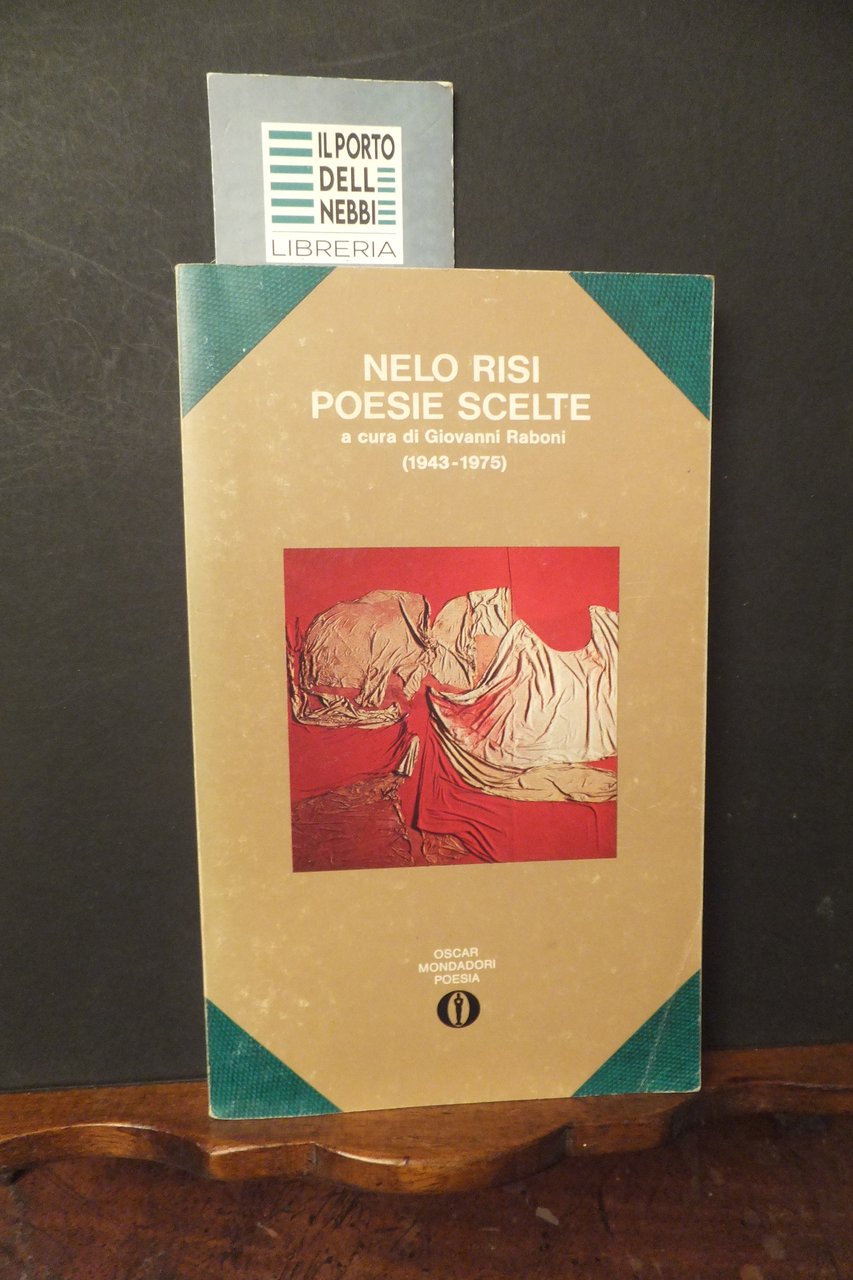 IL PORTO
DELL
NEBBI
LIBRERIA
NELO RISI
POESIE SCELTE
a cura di Giovanni Raboni
(1943-1975)
OSCAR
MONDADORI
POESIA